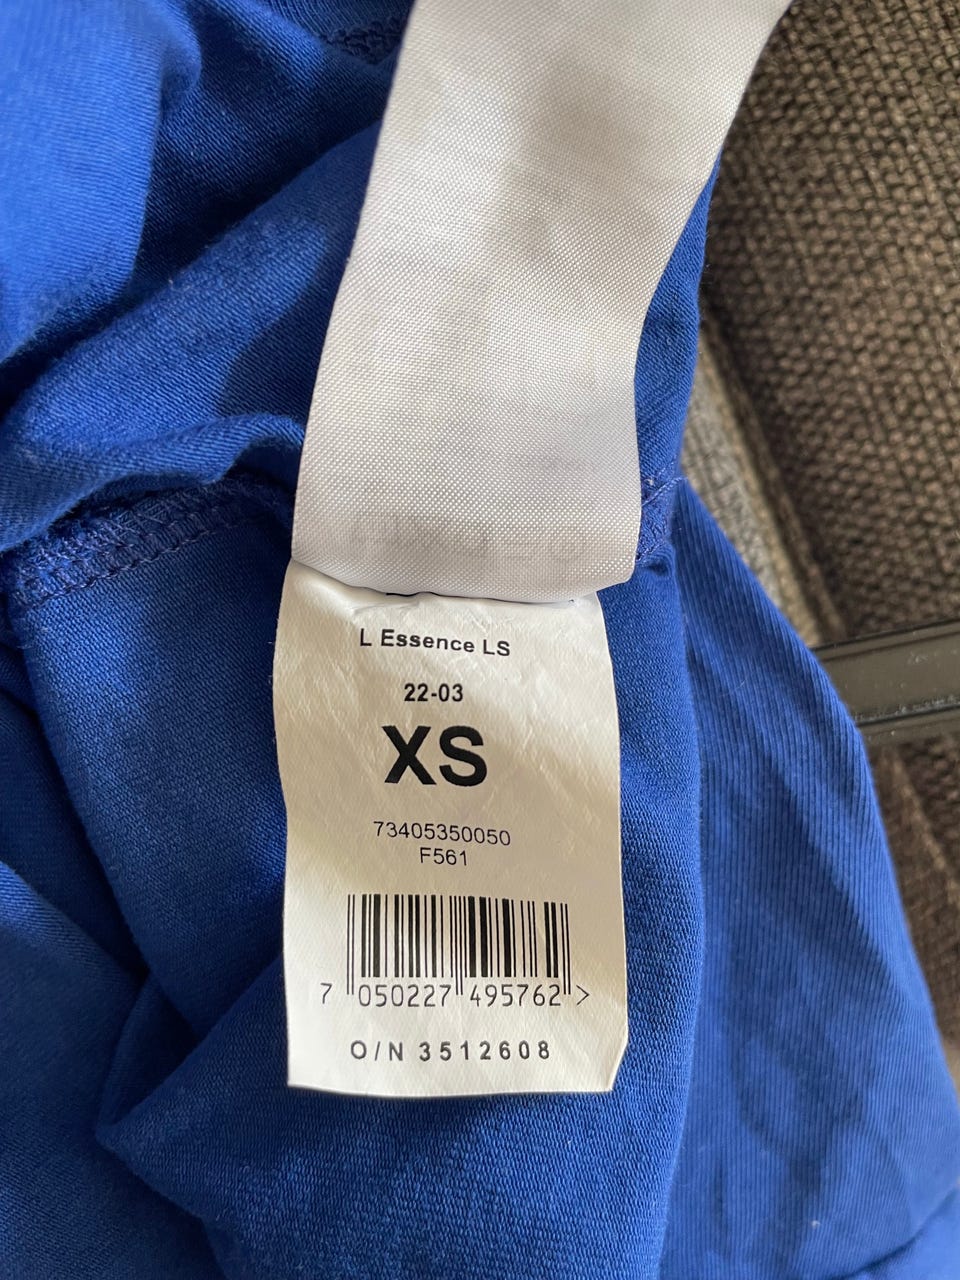 L Essence LS
22-03
XS
73405350050
F561
7 050227 495762 >
O/N 3512608